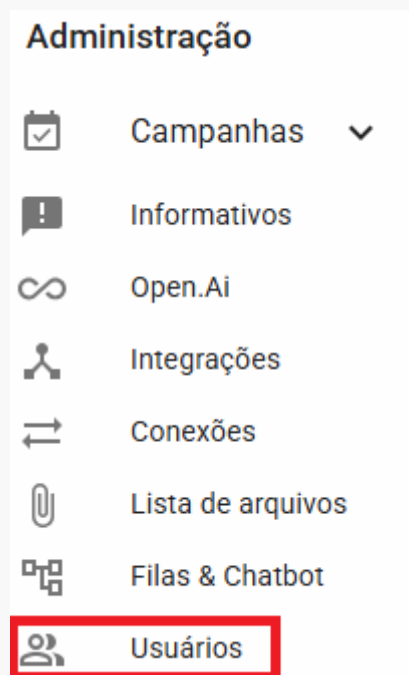 Administração
Campanhas
Informativos
Open.Ai
Integrações
Conexões
Lista de arquivos
Filas & Chatbot
Usuários